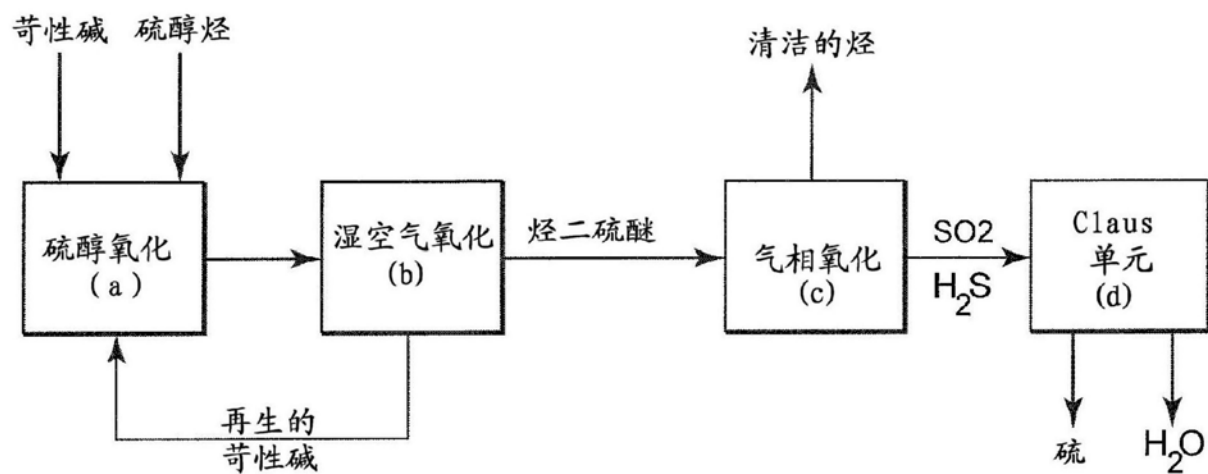 苛性碱
硫醇烃
清洁的烃
硫醇氧化
(a)
湿空气氧化
(b)
烃二硫醚
气相氧化
(c)
SO2
H₂S
Claus
单元
(d)
再生的
苛性碱
硫
H₂O